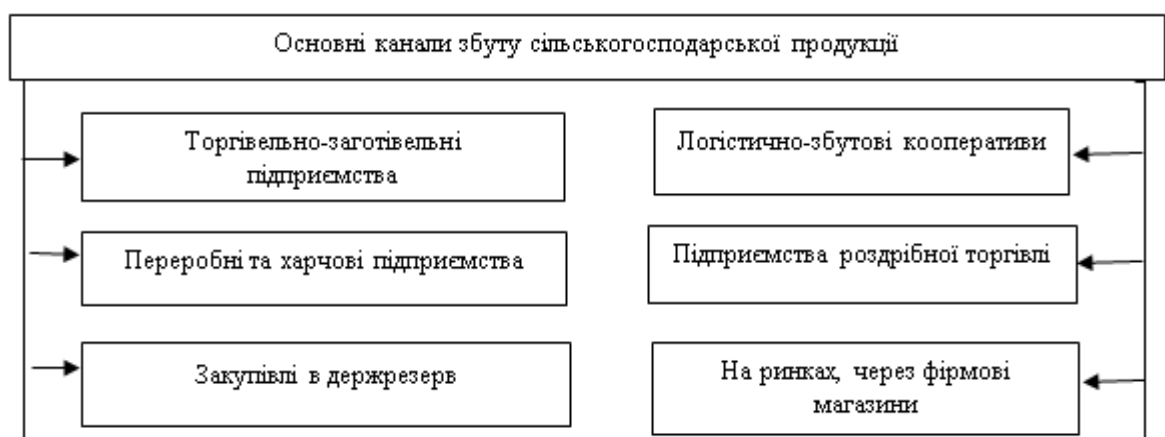 Основні канали збуту сільськогосподарської продукції
Торгівельно-заготівельні
підприємства
Логістично-збутові кооперативи
Переробні та харчові підприємства
Підприємства роздрібної торгівлі
Закупівлі в держрезерв
На ринках, через фірмові
магазини